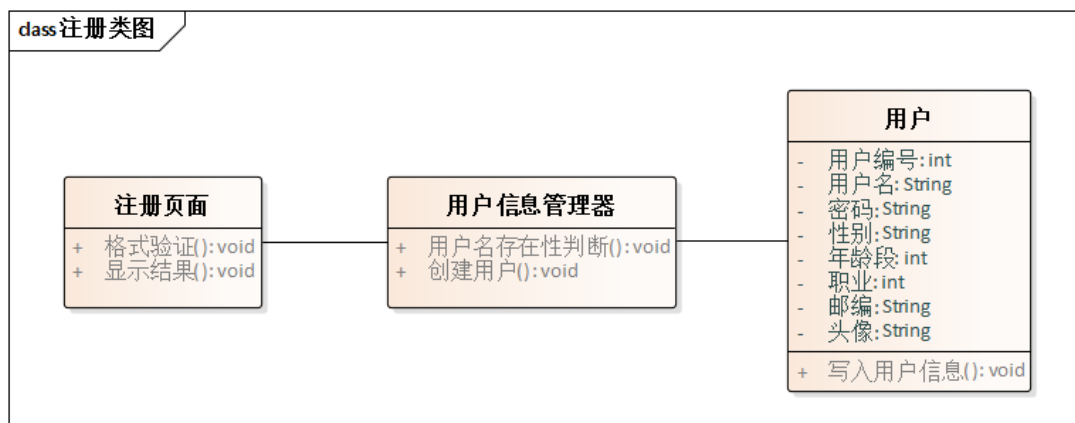 class 注册类图
注册页面
+ 格式验证(): void
+ 显示结果(): void
用户信息管理器
+ 用户名存在性判断(): void
+ 创建用户(): void
用户
- 用户编号: int
- 用户名: String
- 密码: String
- 性别: String
- 年龄段: int
- 职业: int
- 邮编: String
- 头像: String
+ 写入用户信息(): void